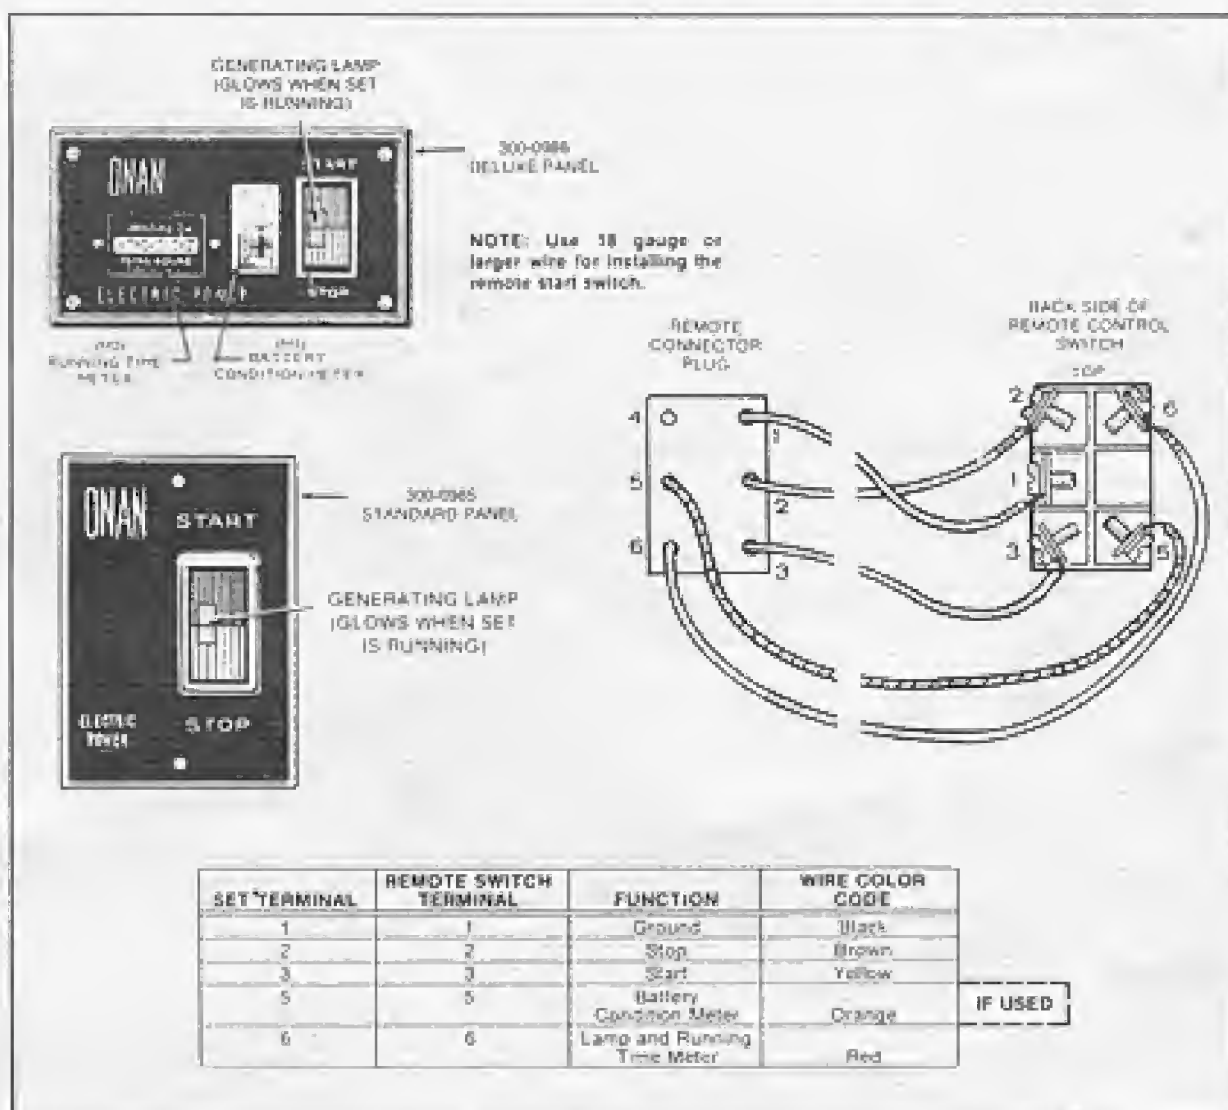 GENERATING LAMP
(GLOWS WHEN SET
IS RUNNING)
300-0986
DELUXE PANEL
ONAN
START
STOP
ELECTRIC POWER
RUNNING TIME
METER
BATTERY
CONDITION METER
NOTE: Use 18 gauge or
larger wire for installing the
remote start switch.
300-0985
STANDARD PANEL
ONAN
START
STOP
ELECTRIC
POWER
GENERATING LAMP
(GLOWS WHEN SET
IS RUNNING)
REMOTE
CONNECTOR
PLUG
4
5
6
1
2
3
BACK SIDE OF
REMOTE CONTROL
SWITCH
TOP
2
6
1
3
5
SET TERMINAL REMOTE SWITCH TERMINAL FUNCTION WIRE COLOR CODE
1 1 Ground Black
2 2 Stop Brown
3 3 Start Yellow
5 5 Battery Condition Meter Orange
6 6 Lamp and Running Time Meter Red
IF USED